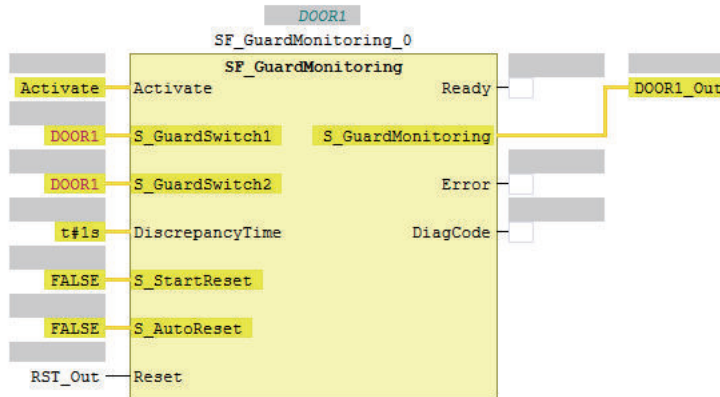 DOOR1
SF_GuardMonitoring_0
SF_GuardMonitoring
Activate Activate Ready
DOOR1_Out
DOOR1 S_GuardSwitch1 S_GuardMonitoring
DOOR1 S_GuardSwitch2 Error
t#1s DiscrepancyTime DiagCode
FALSE S_StartReset
FALSE S_AutoReset
RST_Out Reset